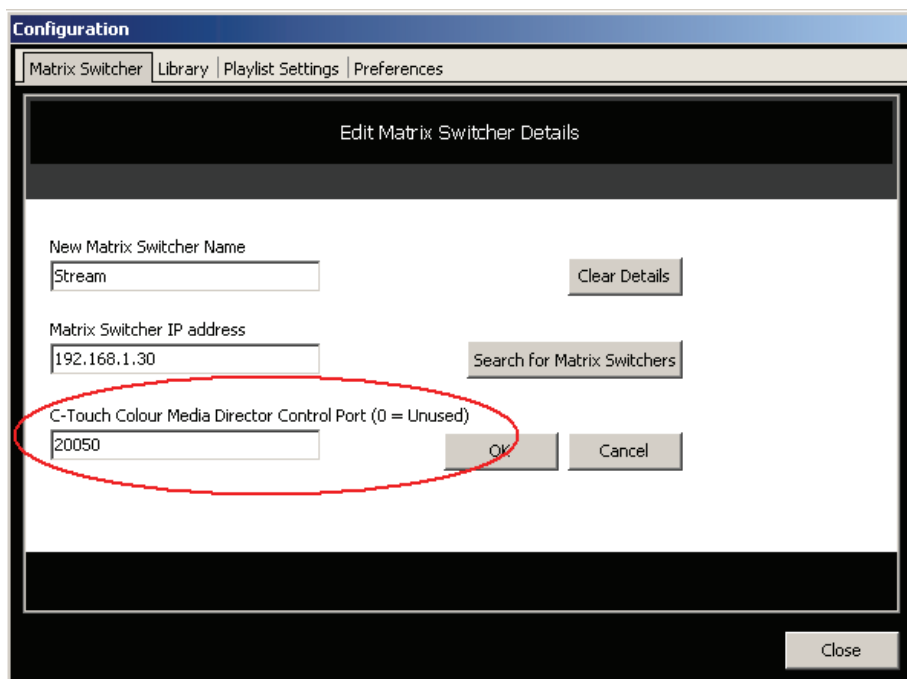 Configuration
Matrix Switcher Library Playlist Settings Preferences
Edit Matrix Switcher Details
New Matrix Switcher Name
Stream
Clear Details
Matrix Switcher IP address
192.168.1.30
Search for Matrix Switchers
C-Touch Colour Media Director Control Port (0 = Unused)
20050
OK
Cancel
Close